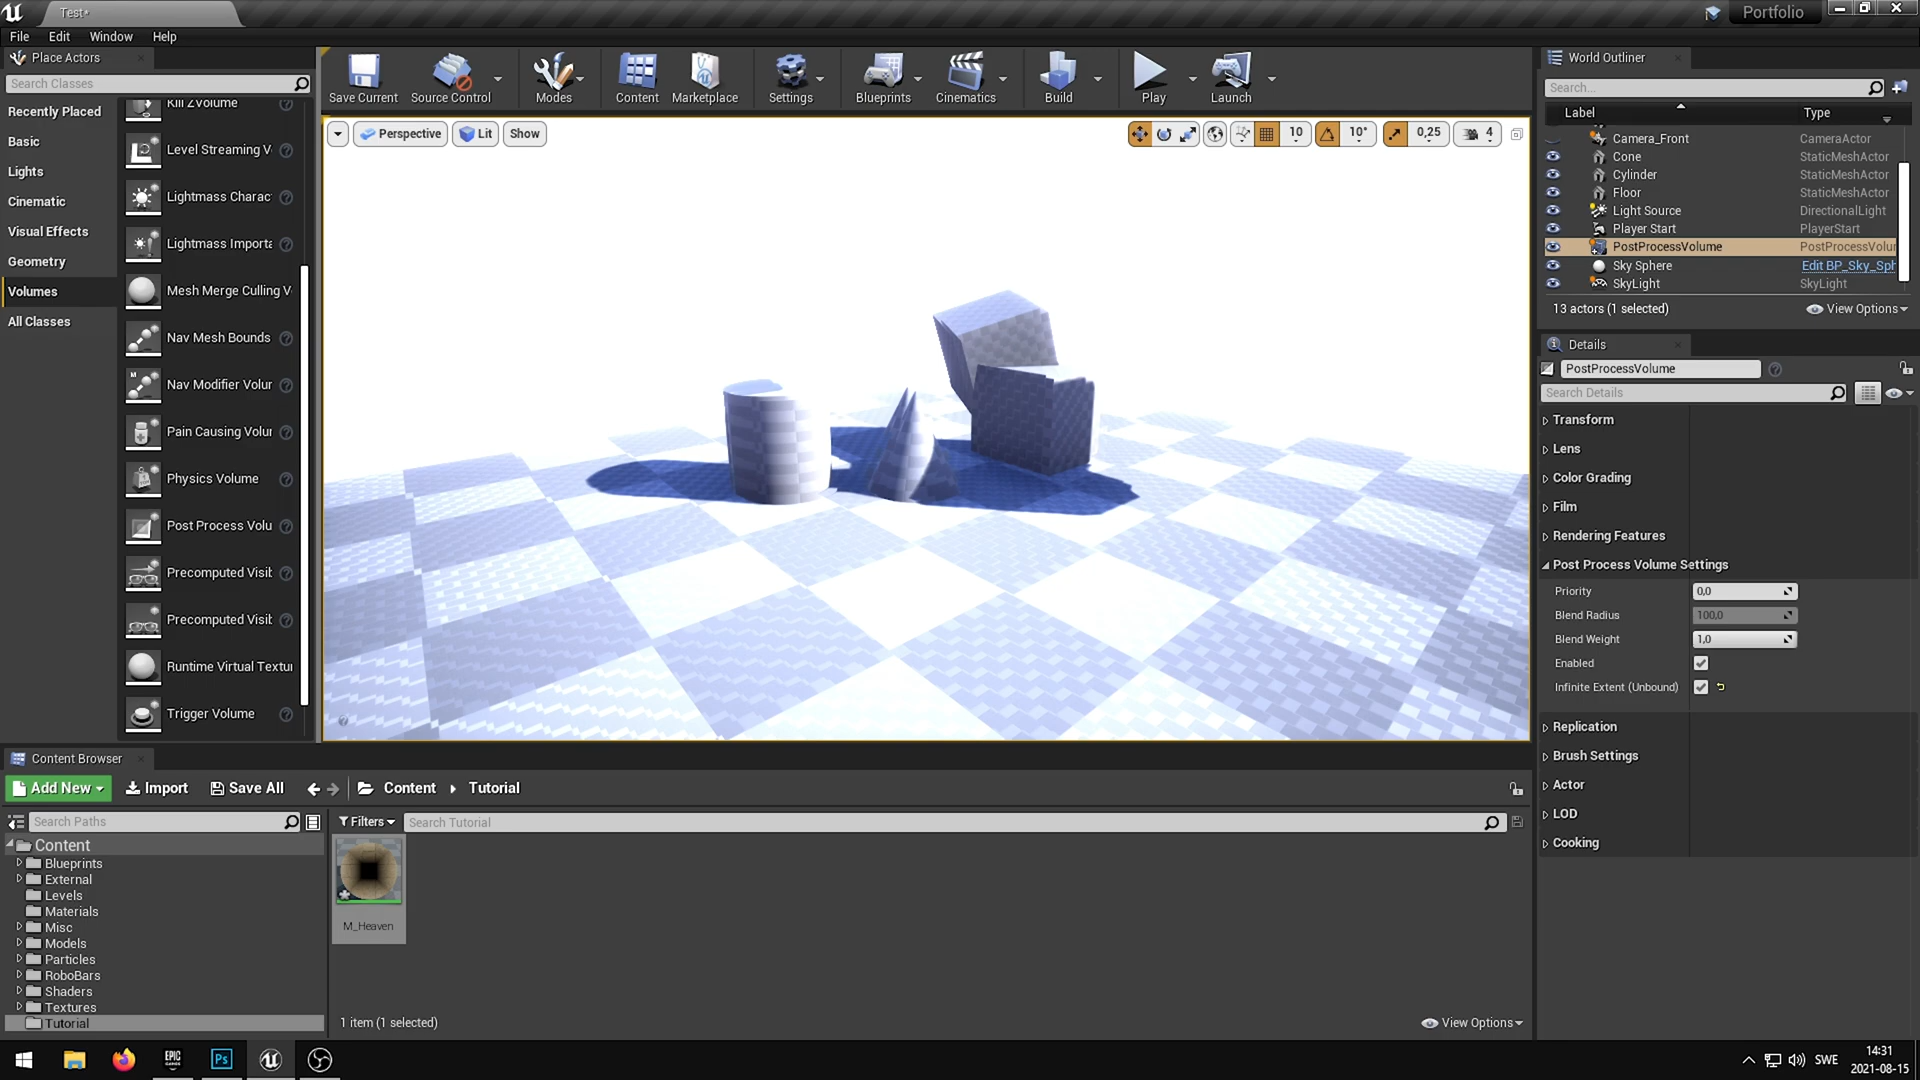 Test*
Portfolio
File Edit Window Help
Place Actors
Search Classes
Recently Placed
Basic
Lights
Cinematic
Visual Effects
Geometry
Volumes
All Classes
Kill ZVolume
Level Streaming V
Lightmass Charac
Lightmass Importa
Mesh Merge Culling V
Nav Mesh Bounds
Nav Modifier Volur
Pain Causing Volur
Physics Volume
Post Process Volu
Precomputed Visib
Precomputed Visib
Runtime Virtual Textur
Trigger Volume
Save Current Source Control Modes Content Marketplace Settings Blueprints Cinematics Build Play Launch
Perspective Lit Show
10 10° 0,25 4
World Outliner
Search...
Label Type
Camera_Front CameraActor
Cone StaticMeshActor
Cylinder StaticMeshActor
Floor StaticMeshActor
Light Source DirectionalLight
Player Start PlayerStart
PostProcessVolume PostProcessVolur
Sky Sphere Edit BP_Sky_Sph
SkyLight SkyLight
13 actors (1 selected) View Options
Details
PostProcessVolume
Search Details
Transform
Lens
Color Grading
Film
Rendering Features
Post Process Volume Settings
Priority 0,0
Blend Radius 100,0
Blend Weight 1,0
Enabled
Infinite Extent (Unbound)
Replication
Brush Settings
Actor
LOD
Cooking
Content Browser
Add New Import Save All Content Tutorial
Search Paths
Filters Search Tutorial
Content
Blueprints
External
Levels
Materials
Misc
Models
Particles
RoboBars
Shaders
Textures
Tutorial
M_Heaven
1 item (1 selected) View Options
EPIC GAMES
Ps
SWE
14:31
2021-08-15